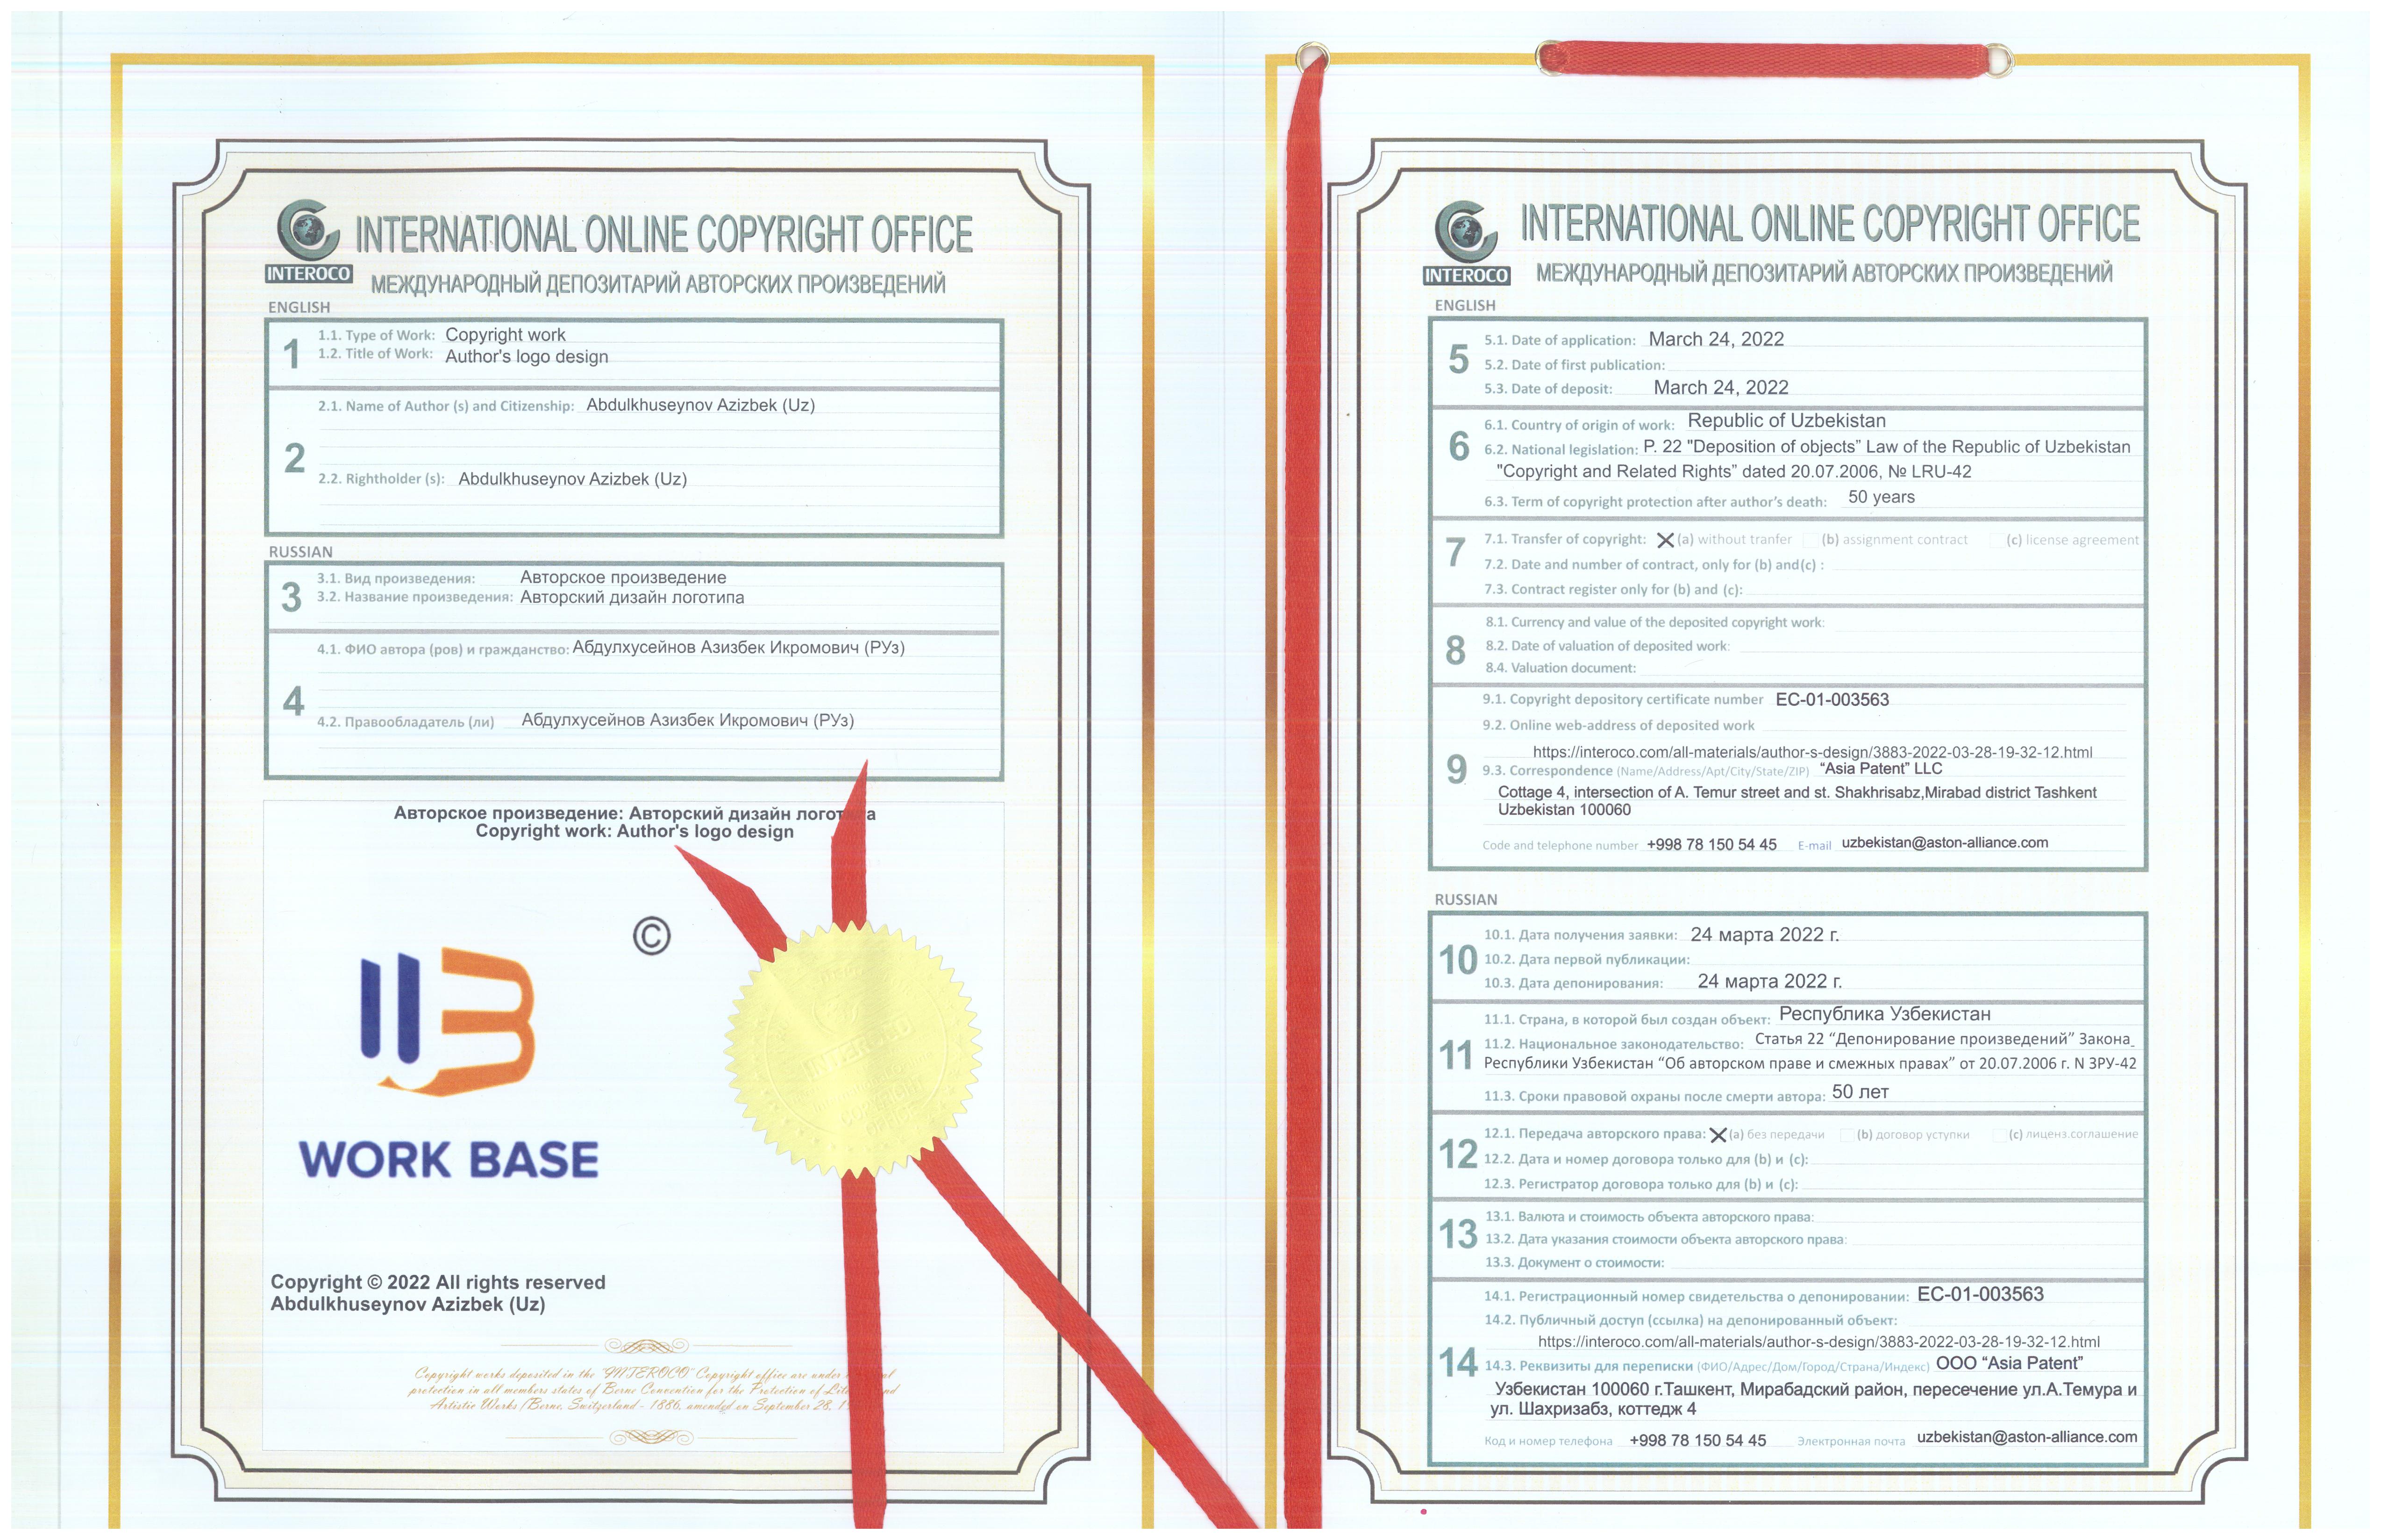 INTERNATIONAL ONLINE COPYRIGHT OFFICE
INTEROCO
МЕЖДУНАРОДНЫЙ ДЕПОЗИТАРИЙ АВТОРСКИХ ПРОИЗВЕДЕНИЙ
ENGLISH
1
1.1. Type of Work: Copyright work
1.2. Title of Work: Author's logo design
2
2.1. Name of Author (s) and Citizenship: Abdulkhuseynov Azizbek (Uz)
2.2. Rightholder (s): Abdulkhuseynov Azizbek (Uz)
RUSSIAN
3
3.1. Вид произведения: Авторское произведение
3.2. Название произведения: Авторский дизайн логотипа
4
4.1. ФИО автора (ров) и гражданство: Абдулхусейнов Азизбек Икромович (РУз)
4.2. Правообладатель (ли) Абдулхусейнов Азизбек Икромович (РУз)
Авторское произведение: Авторский дизайн
Copyright work: Author's logo design
©
WORK BASE
Copyright © 2022 All rights reserved
Abdulkhuseynov Azizbek (Uz)
Copyright works deposited in the "INTEROCO" Copyright office are under
protection in all members states of Berne Convention for the Protection of
Artistic Works /Berne, Switzerland - 1886, amended on September 28,
INTERNATIONAL ONLINE COPYRIGHT OFFICE
INTEROCO
МЕЖДУНАРОДНЫЙ ДЕПОЗИТАРИЙ АВТОРСКИХ ПРОИЗВЕДЕНИЙ
ENGLISH
5
5.1. Date of application: March 24, 2022
5.2. Date of first publication:
5.3. Date of deposit: March 24, 2022
6
6.1. Country of origin of work: Republic of Uzbekistan
6.2. National legislation: P. 22 "Deposition of objects” Law of the Republic of Uzbekistan
"Copyright and Related Rights” dated 20.07.2006, № LRU-42
6.3. Term of copyright protection after author’s death: 50 years
7
7.1. Transfer of copyright: X (a) without tranfer (b) assignment contract (c) license agreement
7.2. Date and number of contract, only for (b) and(c) :
7.3. Contract register only for (b) and (c):
8
8.1. Currency and value of the deposited copyright work:
8.2. Date of valuation of deposited work:
8.4. Valuation document:
9
9.1. Copyright depository certificate number EC-01-003563
9.2. Online web-address of deposited work
https://interoco.com/all-materials/author-s-design/3883-2022-03-28-19-32-12.html
9.3. Correspondence (Name/Address/Apt/City/State/ZIP) “Asia Patent” LLC
Cottage 4, intersection of A. Temur street and st. Shakhrisabz,Mirabad district Tashkent
Uzbekistan 100060
Code and telephone number +998 78 150 54 45 E-mail uzbekistan@aston-alliance.com
RUSSIAN
10
10.1. Дата получения заявки: 24 марта 2022 г.
10.2. Дата первой публикации:
10.3. Дата депонирования: 24 марта 2022 г.
11
11.1. Страна, в которой был создан объект: Республика Узбекистан
11.2. Национальное законодательство: Статья 22 “Депонирование произведений” Закона
Республики Узбекистан “Об авторском праве и смежных правах” от 20.07.2006 г. N ЗРУ-42
11.3. Сроки правовой охраны после смерти автора: 50 лет
12
12.1. Передача авторского права: X (a) без передачи (b) договор уступки (c) лиценз.соглашение
12.2. Дата и номер договора только для (b) и (c):
12.3. Регистратор договора только для (b) и (c):
13
13.1. Валюта и стоимость объекта авторского права:
13.2. Дата указания стоимости объекта авторского права:
13.3. Документ о стоимости:
14
14.1. Регистрационный номер свидетельства о депонировании: EC-01-003563
14.2. Публичный доступ (ссылка) на депонированный объект:
https://interoco.com/all-materials/author-s-design/3883-2022-03-28-19-32-12.html
14.3. Реквизиты для переписки (ФИО/Адрес/Дом/Город/Страна/Индекс) ООО “Asia Patent”
Узбекистан 100060 г.Ташкент, Мирабадский район, пересечение ул.А.Темура и
ул. Шахризабз, коттедж 4
Код и номер телефона +998 78 150 54 45 Электронная почта uzbekistan@aston-alliance.com